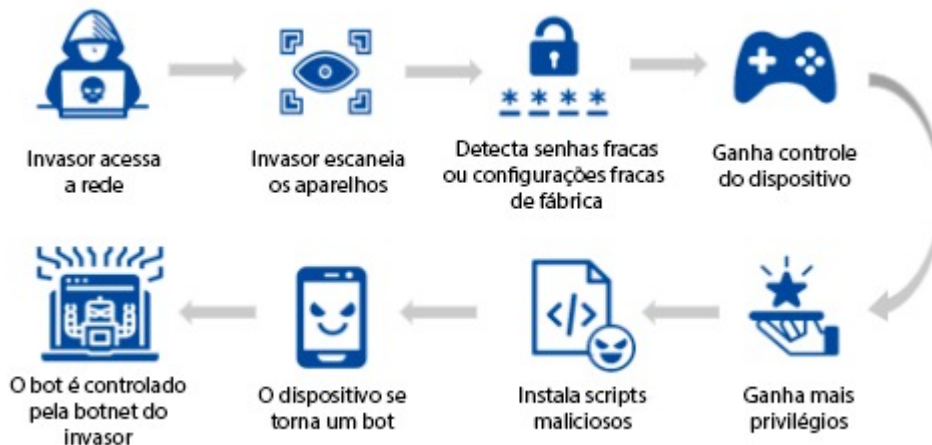 Invasor acessa
a rede
Invasor escaneia
os aparelhos
Detecta senhas fracas
ou configurações fracas
de fábrica
Ganha controle
do dispositivo
Ganha mais
privilégios
Instala scripts
maliciosos
O dispositivo se
torna um bot
O bot é controlado
pela botnet do
invasor